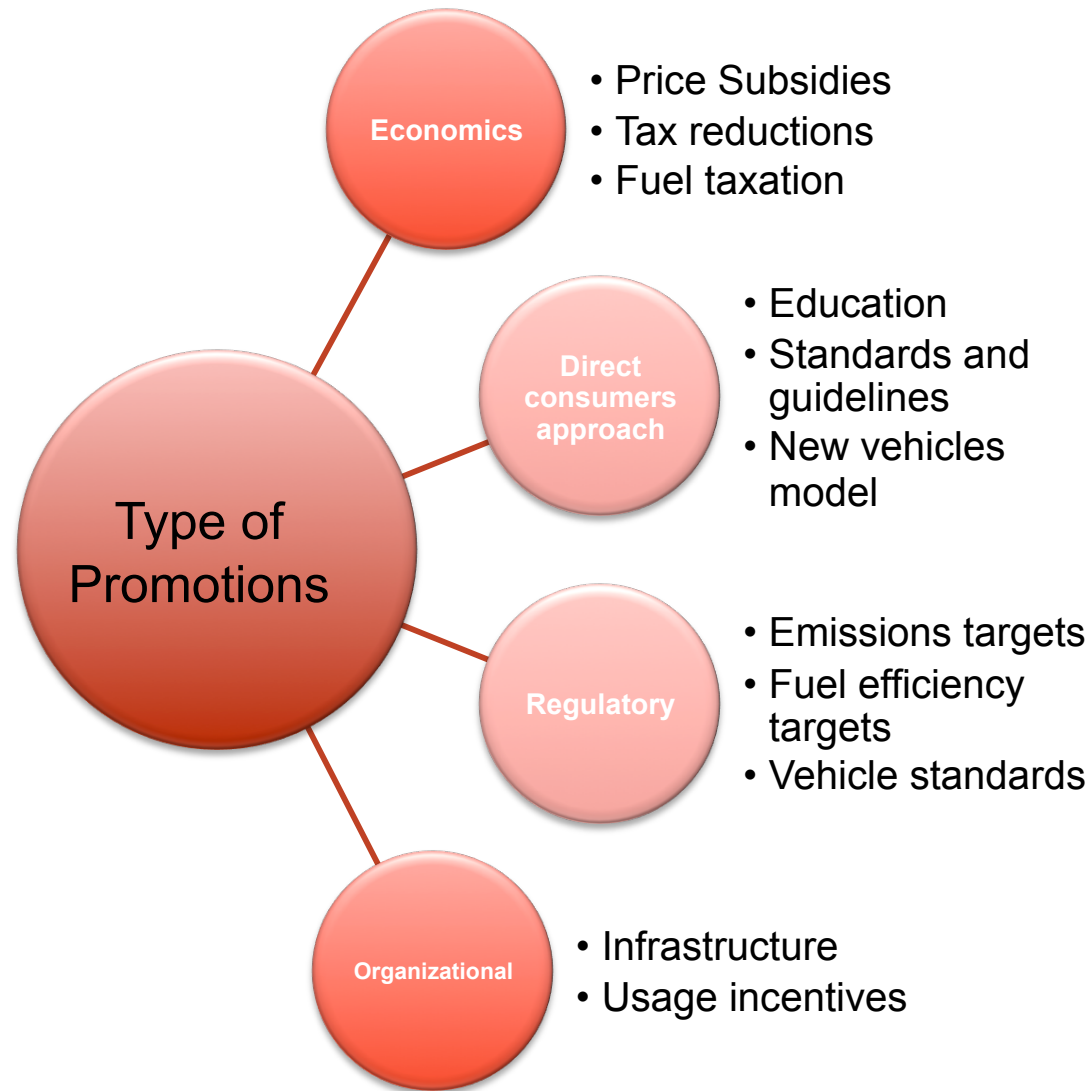 Economics
• Price Subsidies
• Tax reductions
• Fuel taxation
Direct
consumers
approach
• Education
• Standards and
guidelines
• New vehicles
model
Type of
Promotions
Regulatory
• Emissions targets
• Fuel efficiency
targets
• Vehicle standards
Organizational
• Infrastructure
• Usage incentives